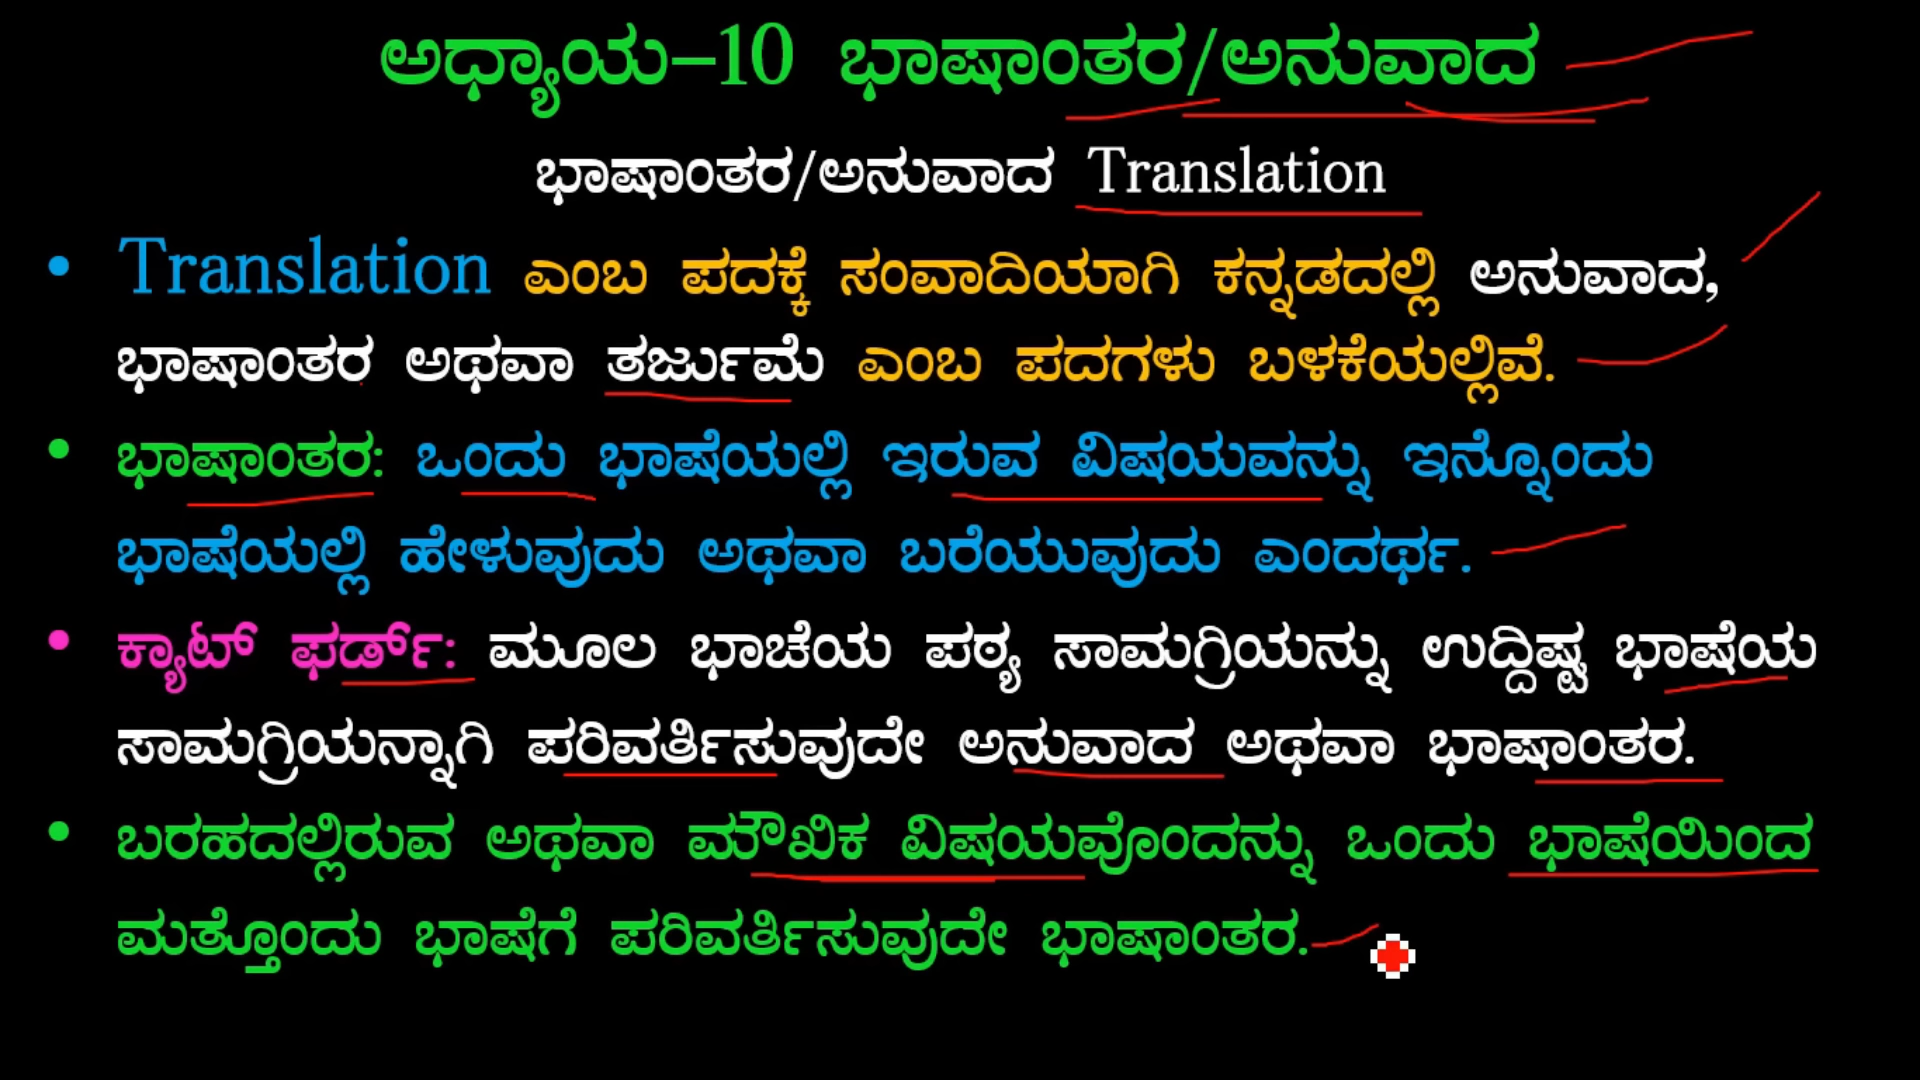 ಅಧ್ಯಾಯ–10 ಭಾಷಾಂತರ/ಅನುವಾದ
ಭಾಷಾಂತರ/ಅನುವಾದ Translation
• Translation ಎಂಬ ಪದಕ್ಕೆ ಸಂವಾದಿಯಾಗಿ ಕನ್ನಡದಲ್ಲಿ ಅನುವಾದ,
ಭಾಷಾಂತರ ಅಥವಾ ತರ್ಜುಮೆ ಎಂಬ ಪದಗಳು ಬಳಕೆಯಲ್ಲಿವೆ.
• ಭಾಷಾಂತರ: ಒಂದು ಭಾಷೆಯಲ್ಲಿ ಇರುವ ವಿಷಯವನ್ನು ಇನ್ನೊಂದು
ಭಾಷೆಯಲ್ಲಿ ಹೇಳುವುದು ಅಥವಾ ಬರೆಯುವುದು ಎಂದರ್ಥ.
• ಕ್ಯಾಟ್ ಫರ್ಡ್: ಮೂಲ ಭಾಚೆಯ ಪಠ್ಯ ಸಾಮಗ್ರಿಯನ್ನು ಉದ್ದಿಷ್ಟ ಭಾಷೆಯ
ಸಾಮಗ್ರಿಯನ್ನಾಗಿ ಪರಿವರ್ತಿಸುವುದೇ ಅನುವಾದ ಅಥವಾ ಭಾಷಾಂತರ.
• ಬರಹದಲ್ಲಿರುವ ಅಥವಾ ಮೌಖಿಕ ವಿಷಯವೊಂದನ್ನು ಒಂದು ಭಾಷೆಯಿಂದ
ಮತ್ತೊಂದು ಭಾಷೆಗೆ ಪರಿವರ್ತಿಸುವುದೇ ಭಾಷಾಂತರ.